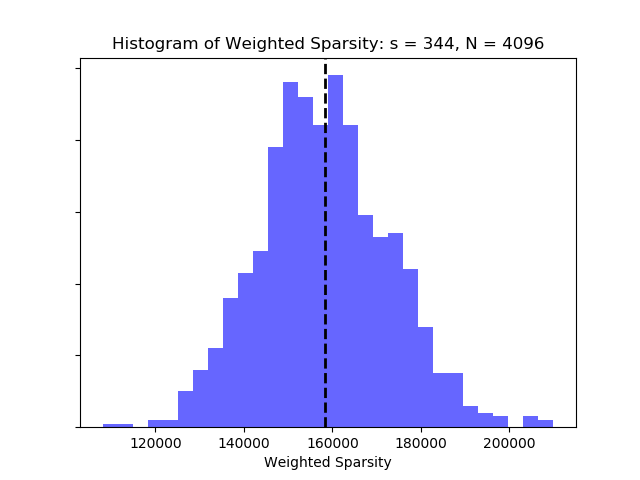 Histogram of Weighted Sparsity: s = 344, N = 4096
120000 140000 160000 180000 200000
Weighted Sparsity